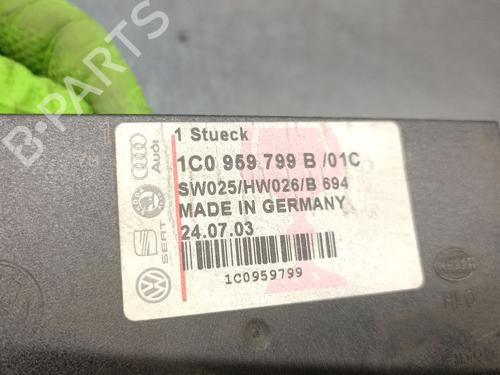 B-PARTS
1 Stueck
1C0 959 799 B /01C
SW025/HW026/B 694
MADE IN GERMANY
24.07.03
1C0959799
Audi
SEAT